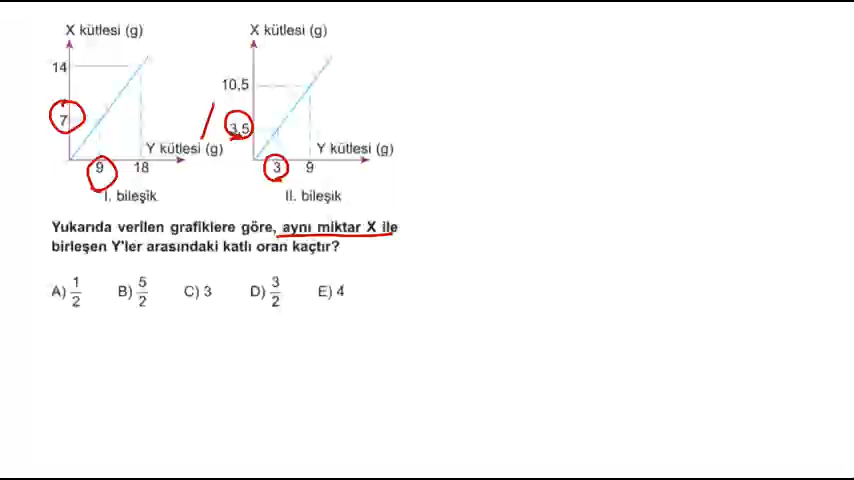 X kütlesi (g)
14
7
9
18
Y kütlesi (g)
I. bileşik
X kütlesi (g)
10,5
3,5
3
9
Y kütlesi (g)
II. bileşik
Yukarıda verilen grafiklere göre, aynı miktar X ile
birleşen Y'ler arasındaki katlı oran kaçtır?
A) 1/2 B) 5/2 C) 3 D) 3/2 E) 4